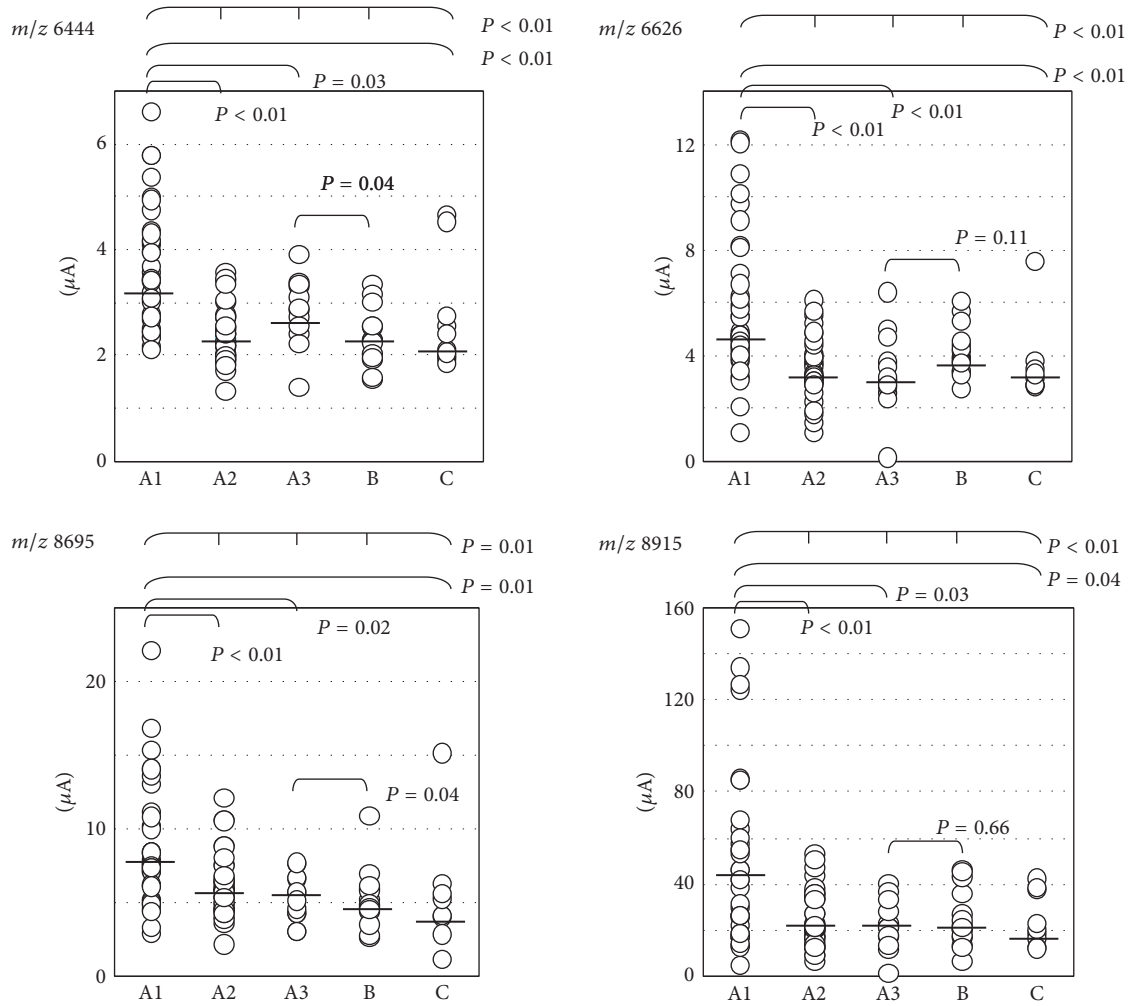 m/z 6444
P < 0.01
P < 0.01
P = 0.03
P < 0.01
P = 0.04
6
4
2
0
(μA)
A1 A2 A3 B C
m/z 6626
P < 0.01
P < 0.01
P < 0.01
P < 0.01
P = 0.11
12
8
4
0
(μA)
A1 A2 A3 B C
m/z 8695
P = 0.01
P = 0.01
P = 0.02
P < 0.01
P = 0.04
20
10
0
(μA)
A1 A2 A3 B C
m/z 8915
P < 0.01
P = 0.04
P = 0.03
P < 0.01
P = 0.66
160
120
80
40
0
(μA)
A1 A2 A3 B C